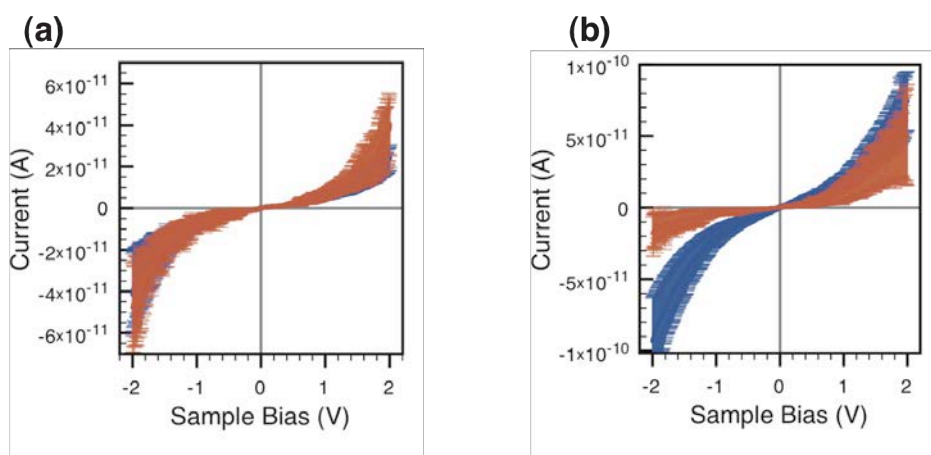 (a)
6×10⁻¹¹
4×10⁻¹¹
2×10⁻¹¹
0
-2×10⁻¹¹
-4×10⁻¹¹
-6×10⁻¹¹
Current (A)
-2 -1 0 1 2
Sample Bias (V)
(b)
1×10⁻¹⁰
5×10⁻¹¹
0
-5×10⁻¹¹
-1×10⁻¹⁰
Current (A)
-2 -1 0 1 2
Sample Bias (V)